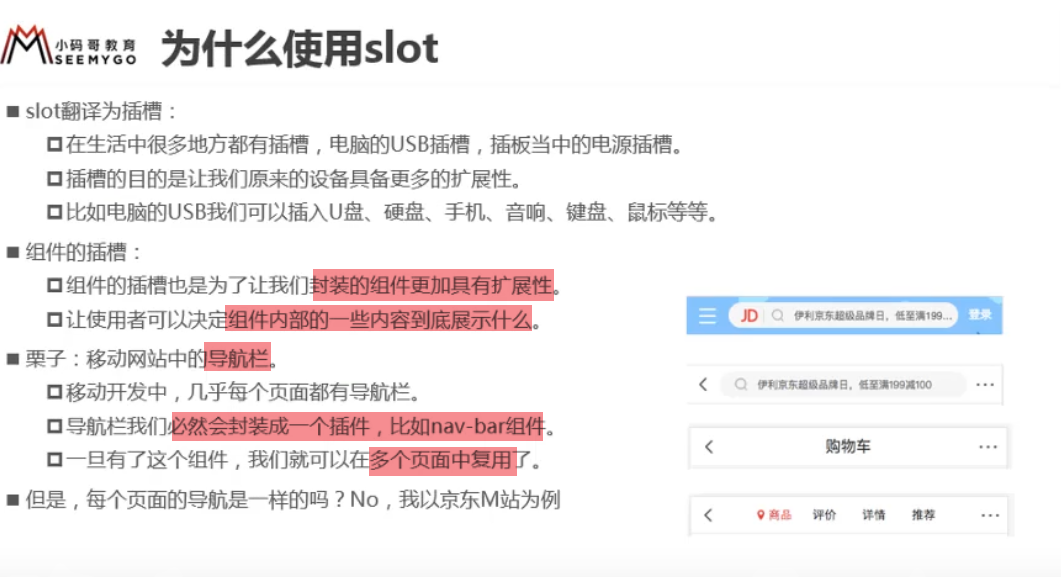 小码哥教育
SEEMYGO
为什么使用slot
slot翻译为插槽：
在生活中很多地方都有插槽，电脑的USB插槽，插板当中的电源插槽。
插槽的目的是让我们原来的设备具备更多的扩展性。
比如电脑的USB我们可以插入U盘、硬盘、手机、音响、键盘、鼠标等等。
组件的插槽：
组件的插槽也是为了让我们封装的组件更加具有扩展性。
让使用者可以决定组件内部的一些内容到底展示什么。
栗子：移动网站中的导航栏。
移动开发中，几乎每个页面都有导航栏。
导航栏我们必然会封装成一个插件，比如nav-bar组件。
一旦有了这个组件，我们就可以在多个页面中复用了。
但是，每个页面的导航是一样的吗？No，我以京东M站为例
JD 伊利京东超级品牌日，低至满199... 登录
伊利京东超级品牌日，低至满199减100 ···
购物车 ···
商品 评价 详情 推荐 ···